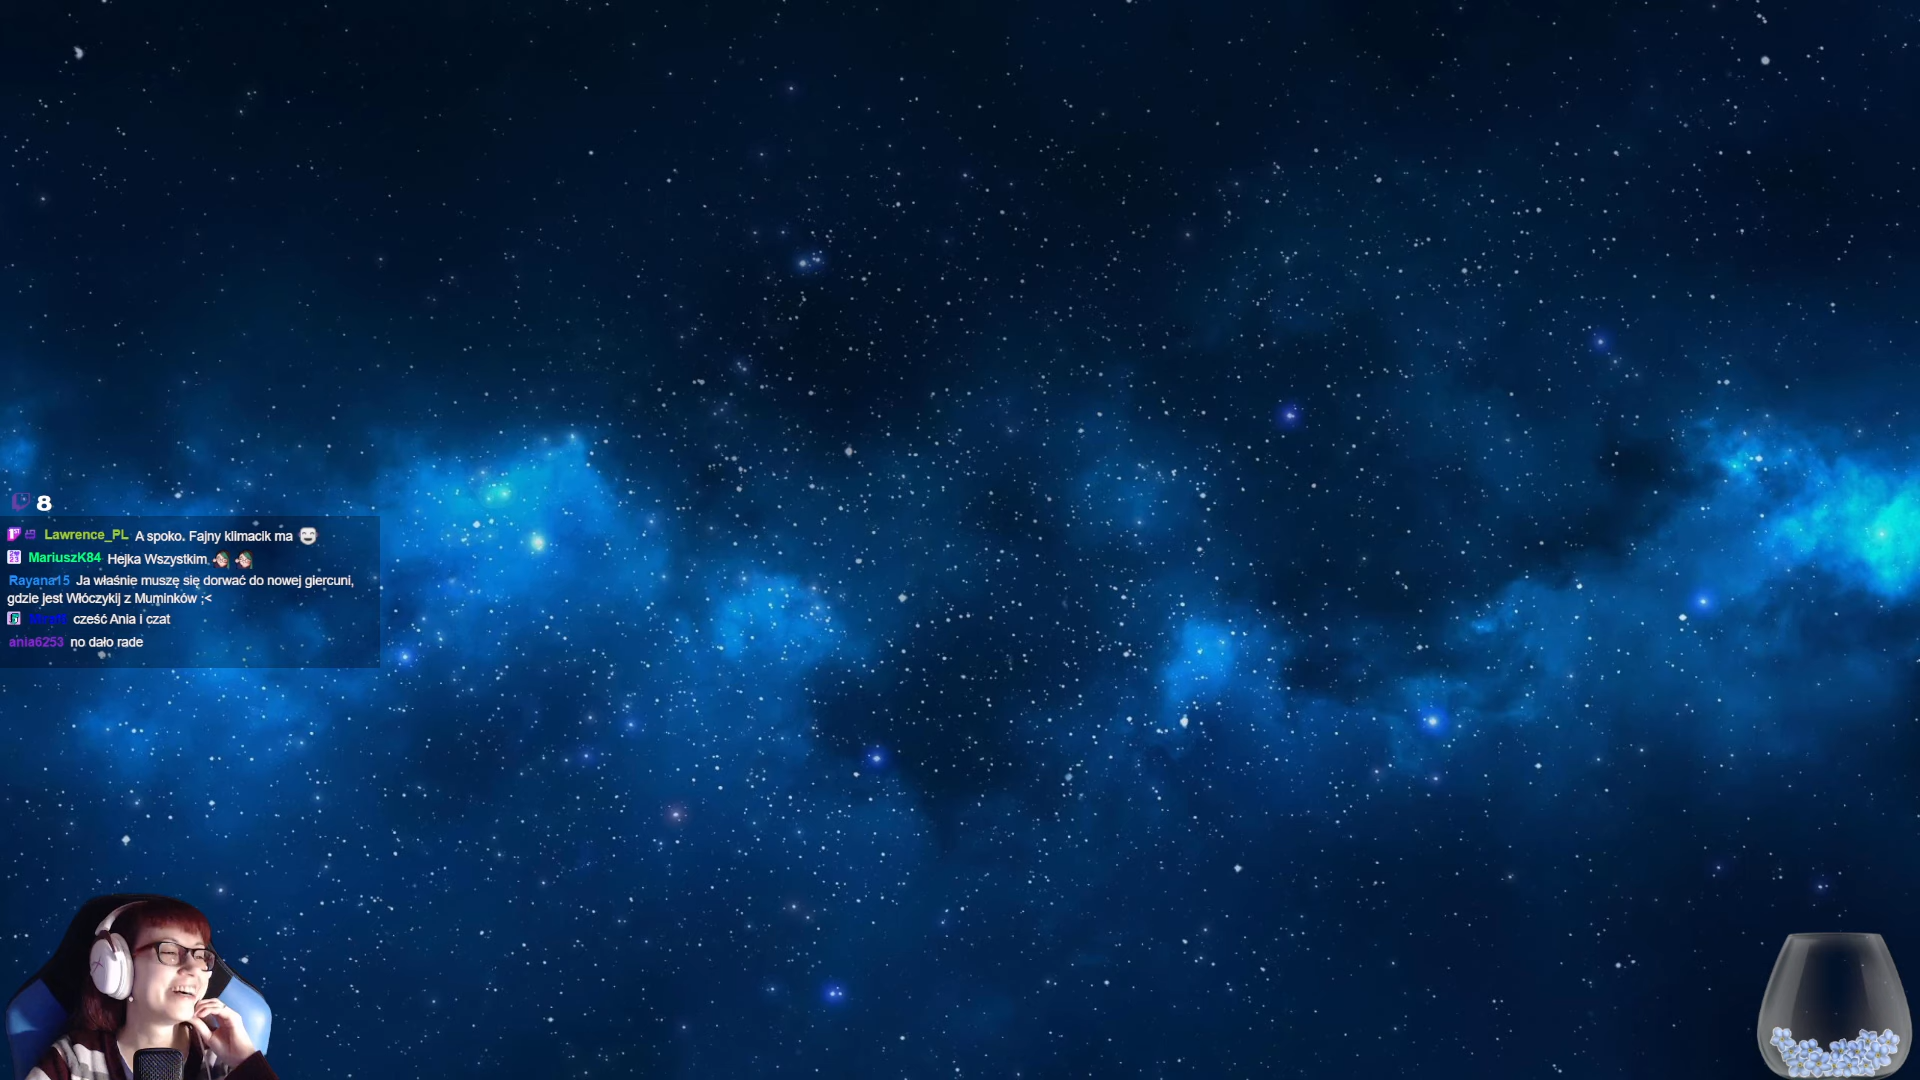 8
Lawrence_PL A spoko. Fajny klimacik ma
MariuszK84 Hejka Wszystkim
Rayana15 Ja właśnie muszę się dorwać do nowej giercuni,
gdzie jest Włóczykij z Muminków ;<
cześć Ania i czat
ania6253 no dało rade